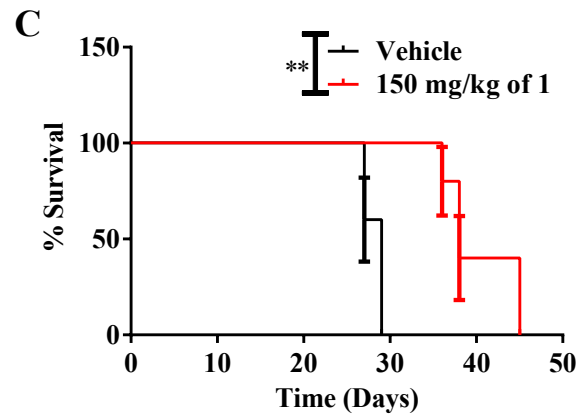 C
150
** Vehicle
150 mg/kg of 1
100
% Survival
50
0
0 10 20 30 40 50
Time (Days)